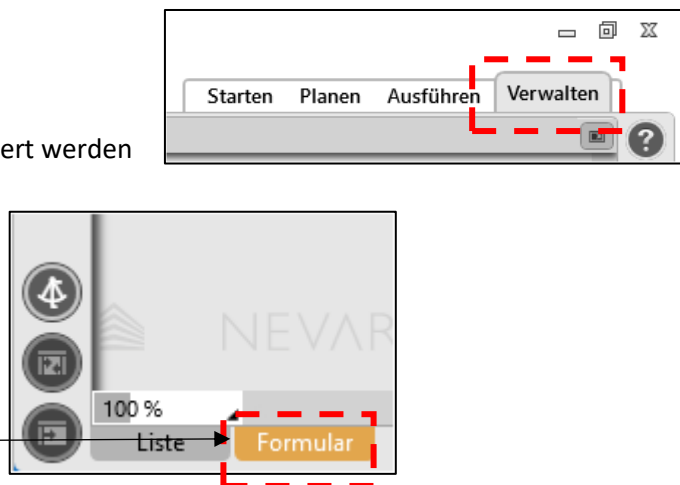 Starten Planen Ausführen Verwalten
?
ert werden
NEVAR
100 %
Liste Formular